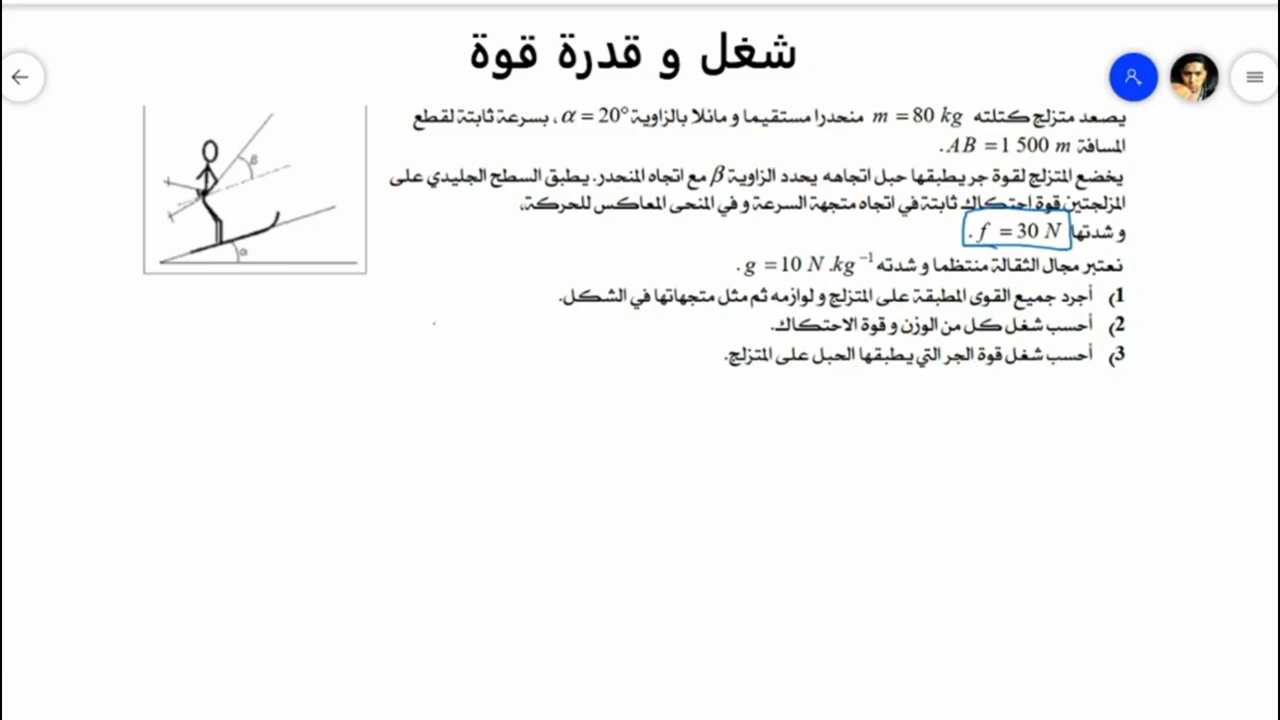 شغل و قدرة قوة
يصعد متزلج كتلته m = 80 kg منحدرا مستقيما و مائلا بالزاوية α = 20°، بسرعة ثابتة لقطع
المسافة AB = 1 500 m.
يخضع المتزلج لقوة جر يطبقها حبل اتجاهه يحدد الزاوية β مع اتجاه المنحدر. يطبق السطح الجليدي على
المزلجتين قوة احتكاك ثابتة في اتجاه متجهة السرعة و في المنحى المعاكس للحركة،
و شدتها f = 30 N.
نعتبر مجال الثقالة منتظما و شدته g = 10 N.kg⁻¹.
1) أجرد جميع القوى المطبقة على المتزلج و لوازمه ثم مثل متجهاتها في الشكل.
2) أحسب شغل كل من الوزن و قوة الاحتكاك.
3) أحسب شغل قوة الجر التي يطبقها الحبل على المتزلج.
β
α